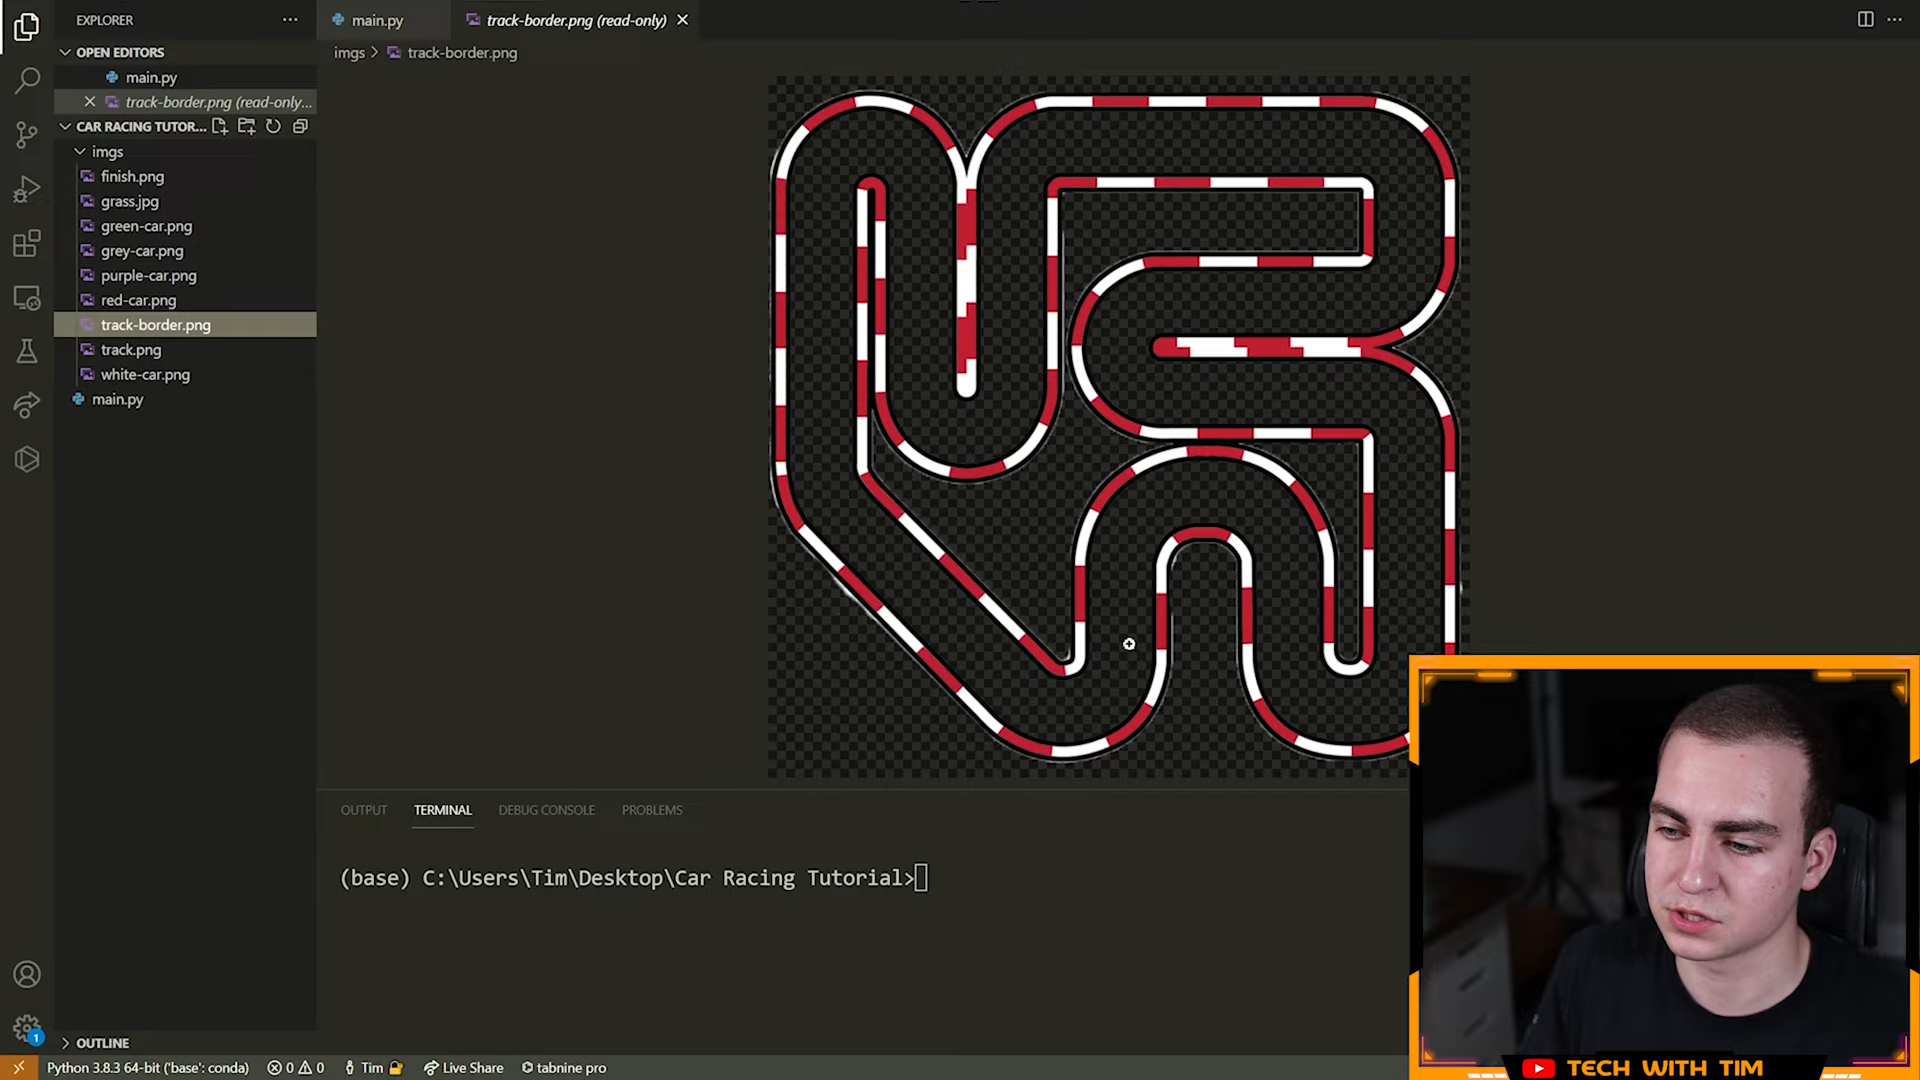 EXPLORER
main.py
track-border.png (read-only)
OPEN EDITORS
imgs
track-border.png
main.py
track-border.png (read-only...
CAR RACING TUTOR...
imgs
finish.png
grass.jpg
green-car.png
grey-car.png
purple-car.png
red-car.png
track-border.png
track.png
white-car.png
main.py
OUTPUT
TERMINAL
DEBUG CONSOLE
PROBLEMS
(base) C:\Users\Tim\Desktop\Car Racing Tutorial>
1
OUTLINE
Python 3.8.3 64-bit ('base': conda)
0
0
Tim
Live Share
tabnine pro
TECH WITH TIM